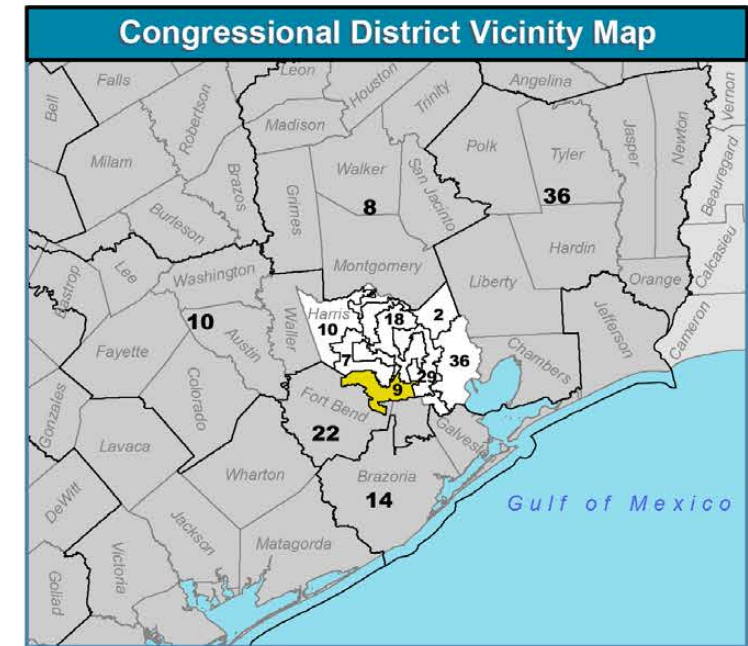 Congressional District Vicinity Map
Falls
Leon
Houston
Trinity
Angelina
Vernon
Bell
Robertson
Madison
Polk
Tyler
Jasper
Newton
Beauregard
Milam
Brazos
Walker
San Jacinto
Grimes
8
36
Burleson
Hardin
Calcasieu
Montgomery
Liberty
Orange
Lee
Washington
Bastrop
Waller
Harris
10
18
2
Jefferson
Cameron
10
Austin
Fayette
7
36
Chambers
29
9
Gonzales
Colorado
Fort Bend
22
Galveston
Lavaca
Wharton
Brazoria
14
Gulf of Mexico
DeWitt
Jackson
Matagorda
Victoria
Goliad